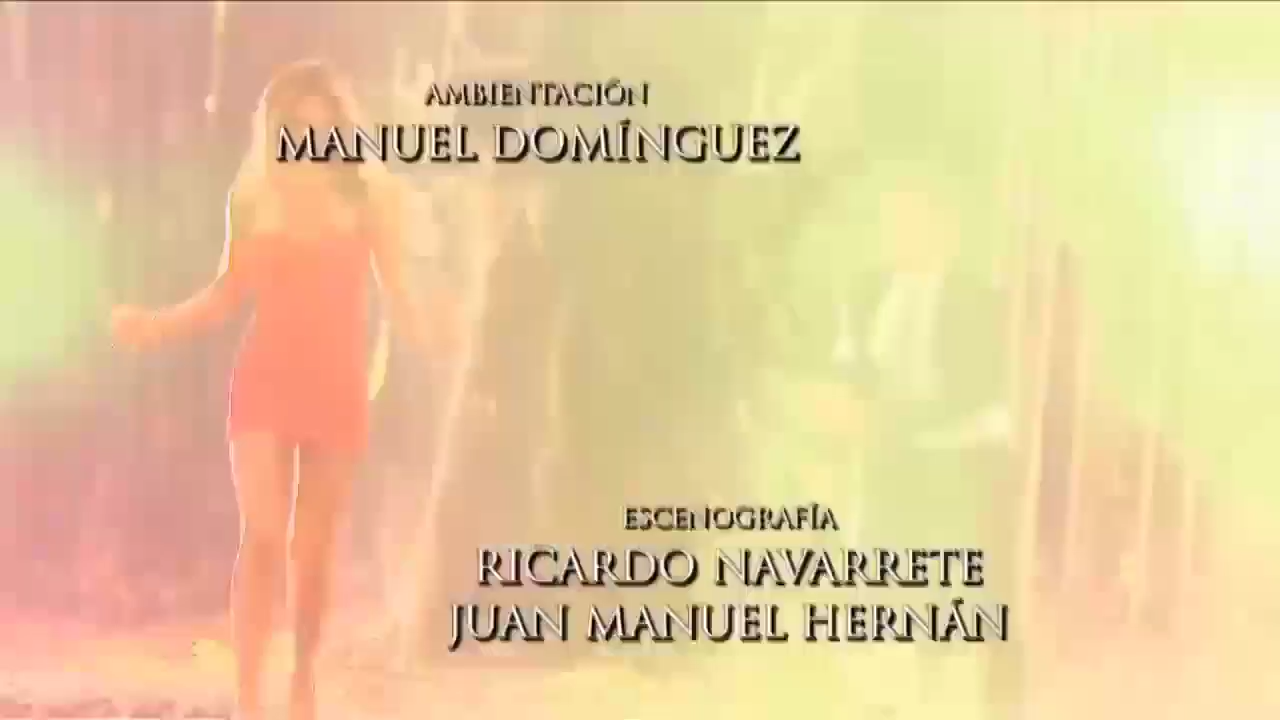 AMBIENTACIÓN
MANUEL DOMÍNGUEZ
ESCENOGRAFÍA
RICARDO NAVARRETE
JUAN MANUEL HERNÁN